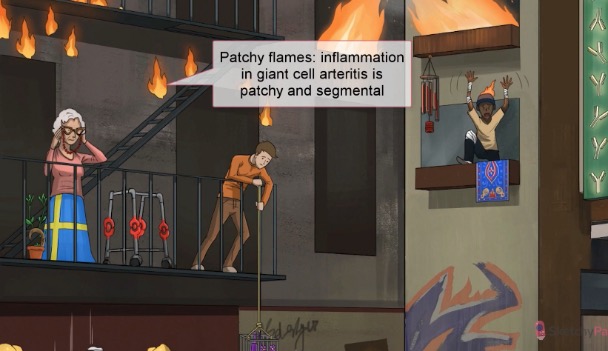 Patchy flames: inflammation
in giant cell arteritis is
patchy and segmental